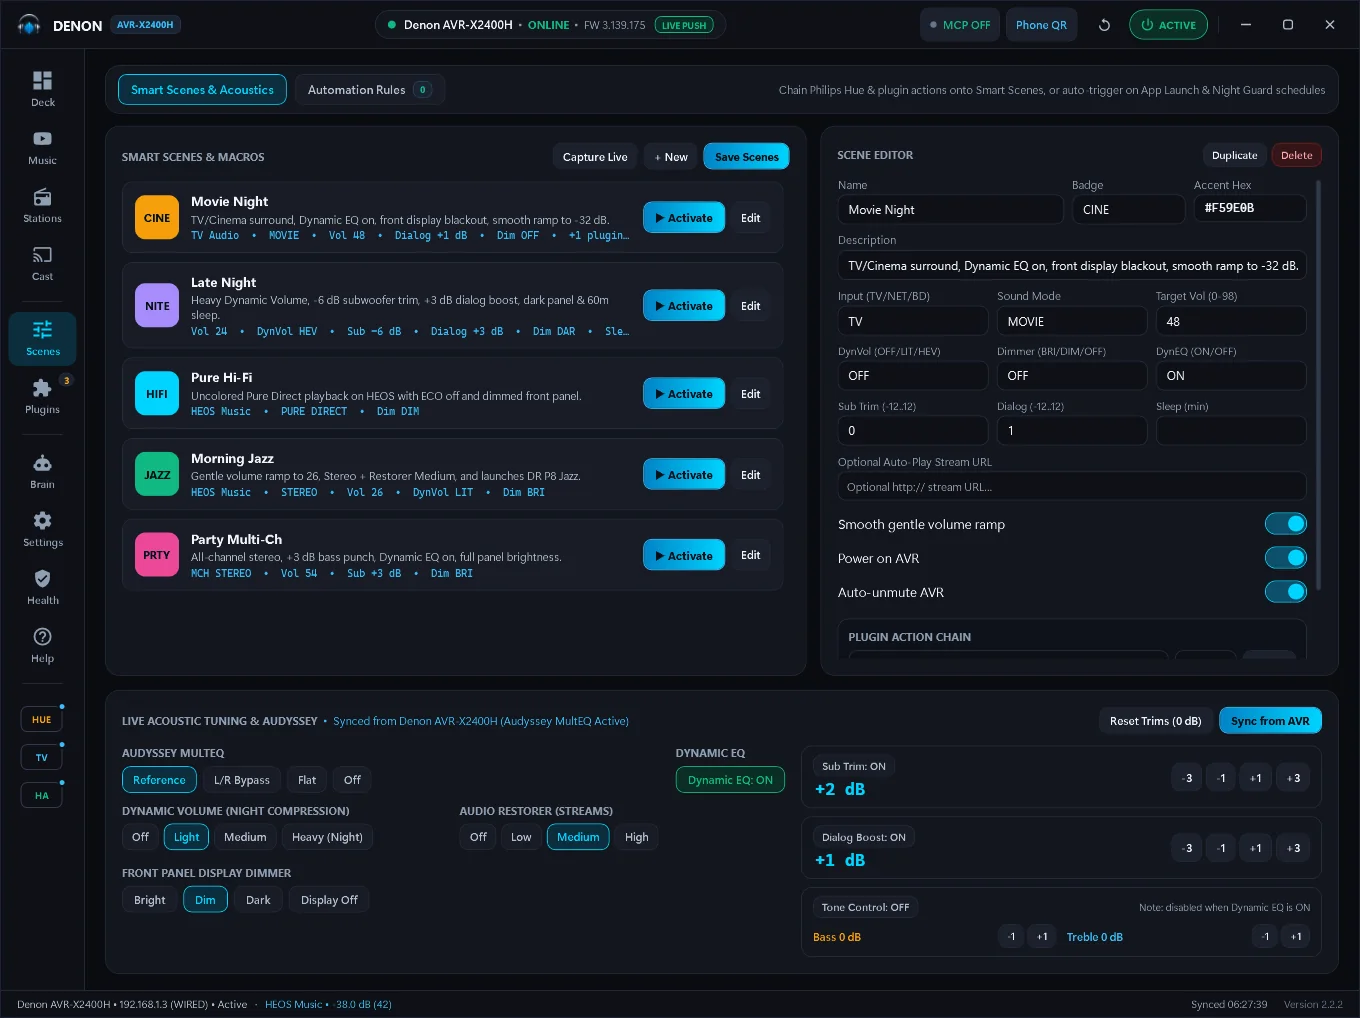 DENON AVR-X2400H
Denon AVR-X2400H • ONLINE • FW 3.139.175 LIVE PUSH
MCP OFF
Phone QR
ACTIVE
Deck
Music
Stations
Cast
Scenes
Plugins 3
Brain
Settings
Health
Help
HUE
TV
HA
Smart Scenes & Acoustics
Automation Rules 0
Chain Philips Hue & plugin actions onto Smart Scenes, or auto-trigger on App Launch & Night Guard schedules
SMART SCENES & MACROS
Capture Live
+ New
Save Scenes
CINE
Movie Night
TV/Cinema surround, Dynamic EQ on, front display blackout, smooth ramp to -32 dB.
TV Audio • MOVIE • Vol 48 • Dialog +1 dB • Dim OFF • +1 plugin…
▶ Activate
Edit
NITE
Late Night
Heavy Dynamic Volume, -6 dB subwoofer trim, +3 dB dialog boost, dark panel & 60m
sleep.
Vol 24 • DynVol HEV • Sub -6 dB • Dialog +3 dB • Dim DAR • Sle…
▶ Activate
Edit
HIFI
Pure Hi-Fi
Uncolored Pure Direct playback on HEOS with ECO off and dimmed front panel.
HEOS Music • PURE DIRECT • Dim DIM
▶ Activate
Edit
JAZZ
Morning Jazz
Gentle volume ramp to 26, Stereo + Restorer Medium, and launches DR P8 Jazz.
HEOS Music • STEREO • Vol 26 • DynVol LIT • Dim BRI
▶ Activate
Edit
PRTY
Party Multi-Ch
All-channel stereo, +3 dB bass punch, Dynamic EQ on, full panel brightness.
MCH STEREO • Vol 54 • Sub +3 dB • Dim BRI
▶ Activate
Edit
SCENE EDITOR
Duplicate
Delete
Name
Badge
Accent Hex
Movie Night
CINE
#F59E0B
Description
TV/Cinema surround, Dynamic EQ on, front display blackout, smooth ramp to -32 dB.
Input (TV/NET/BD)
Sound Mode
Target Vol (0-98)
TV
MOVIE
48
DynVol (OFF/LIT/HEV)
Dimmer (BRI/DIM/OFF)
DynEQ (ON/OFF)
OFF
OFF
ON
Sub Trim (-12..12)
Dialog (-12..12)
Sleep (min)
0
1
Optional Auto-Play Stream URL
Optional http:// stream URL...
Smooth gentle volume ramp
Power on AVR
Auto-unmute AVR
PLUGIN ACTION CHAIN
LIVE ACOUSTIC TUNING & AUDYSSEY • Synced from Denon AVR-X2400H (Audyssey MultEQ Active)
Reset Trims (0 dB)
Sync from AVR
AUDYSSEY MULTEQ
Reference
L/R Bypass
Flat
Off
DYNAMIC EQ
Dynamic EQ: ON
DYNAMIC VOLUME (NIGHT COMPRESSION)
Off
Light
Medium
Heavy (Night)
AUDIO RESTORER (STREAMS)
Off
Low
Medium
High
FRONT PANEL DISPLAY DIMMER
Bright
Dim
Dark
Display Off
Sub Trim: ON
+2 dB
-3 -1 +1 +3
Dialog Boost: ON
+1 dB
-3 -1 +1 +3
Tone Control: OFF
Note: disabled when Dynamic EQ is ON
Bass 0 dB
-1 +1
Treble 0 dB
-1 +1
Denon AVR-X2400H • 192.168.1.3 (WIRED) • Active · HEOS Music • -38.0 dB (42)
Synced 06:27:39
Version 2.2.2